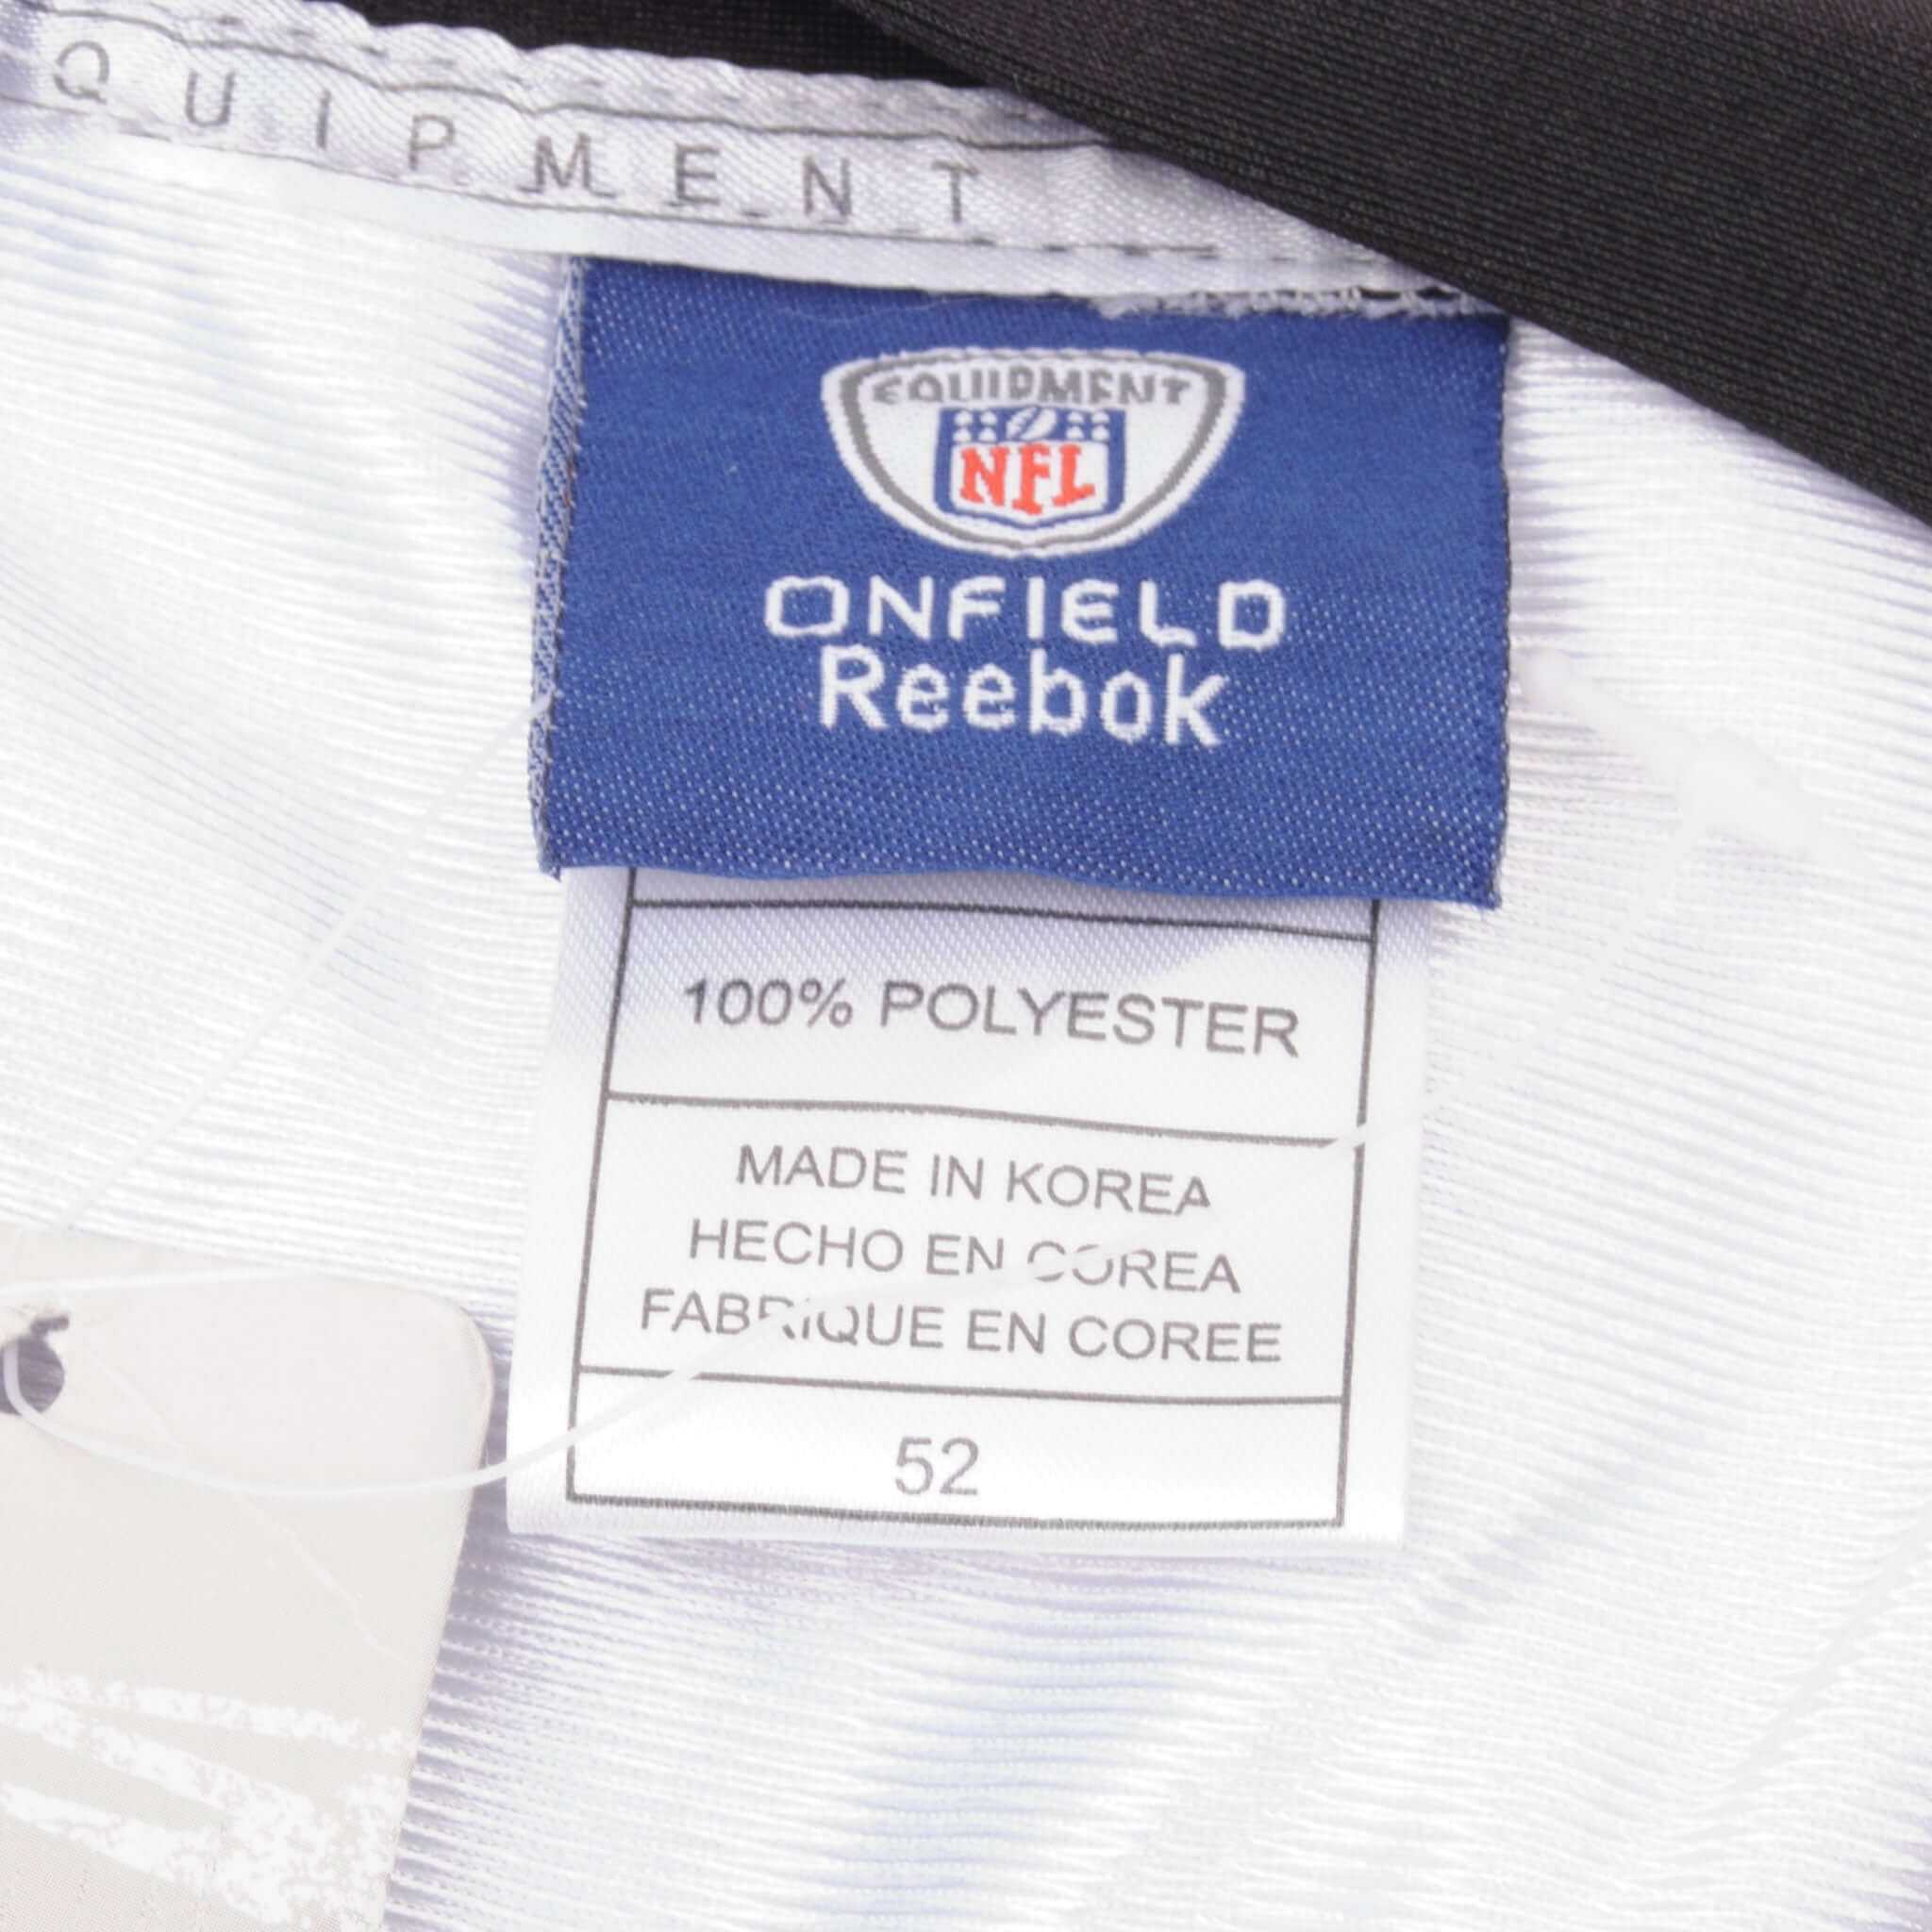 QUIPMENT
EQUIPMENT
NFL
ONFIELD
Reebok
100% POLYESTER
MADE IN KOREA
HECHO EN COREA
FABRIQUE EN COREE
52